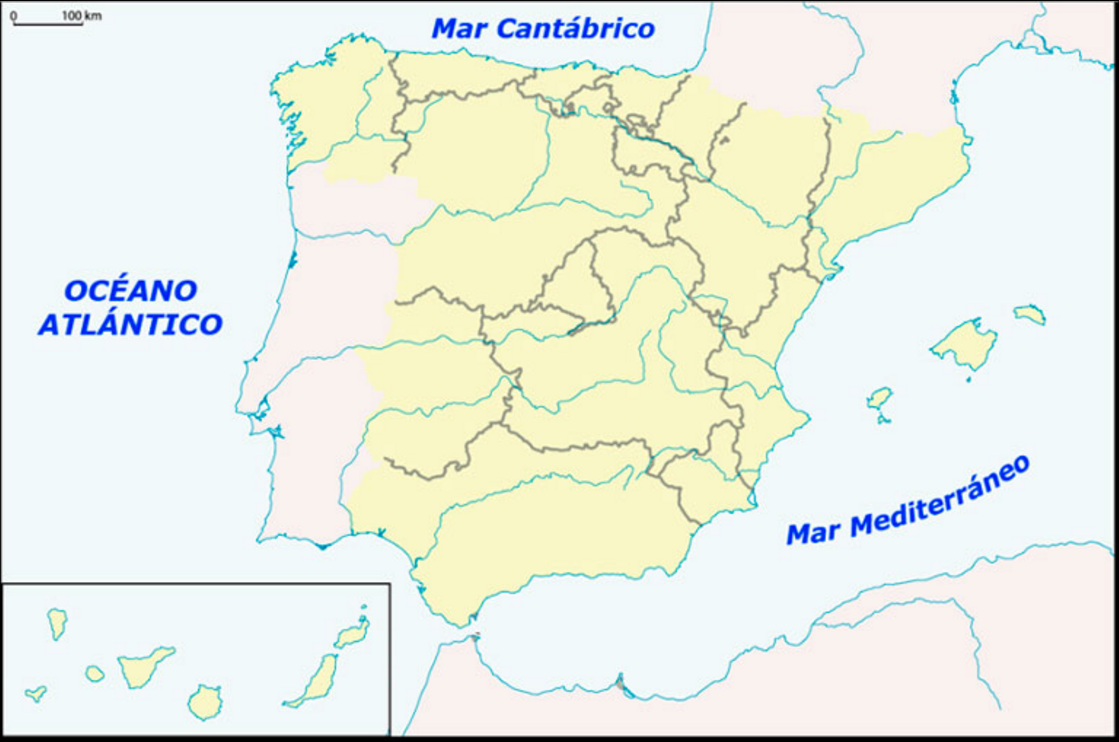 0 100 km
Mar Cantábrico
OCÉANO
ATLÁNTICO
Mar Mediterráneo